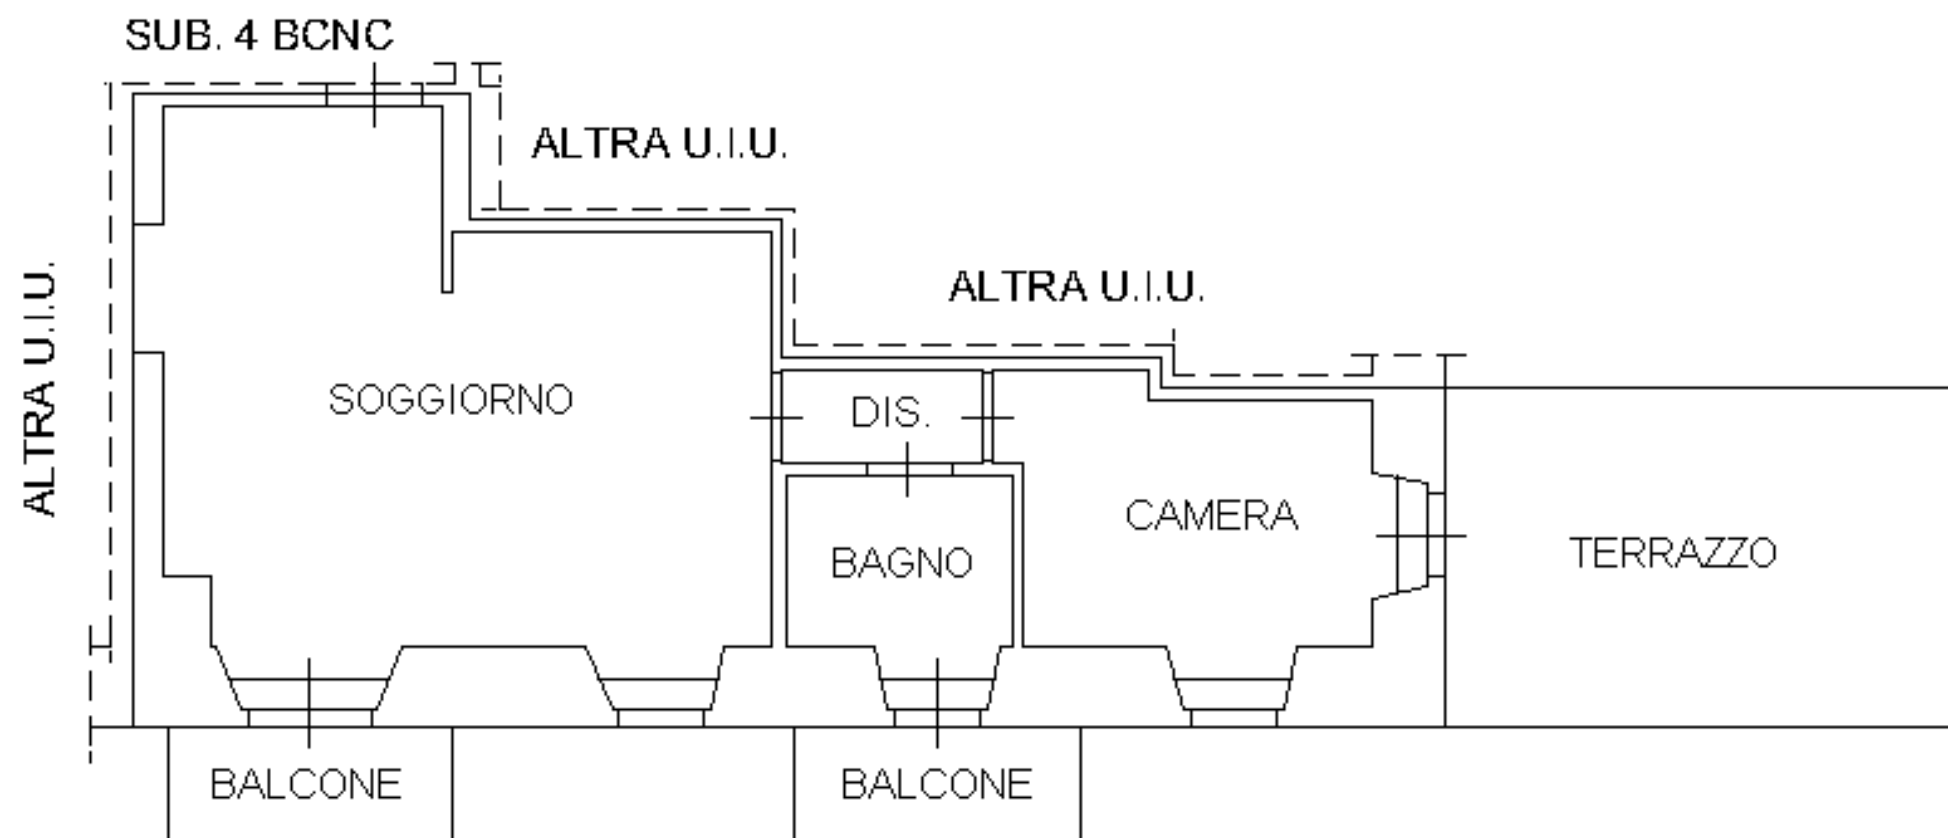 SUB. 4 BCNC
ALTRA U.I.U.
ALTRA U.I.U.
ALTRA U.I.U.
SOGGIORNO
DIS.
CAMERA
BAGNO
TERRAZZO
BALCONE
BALCONE